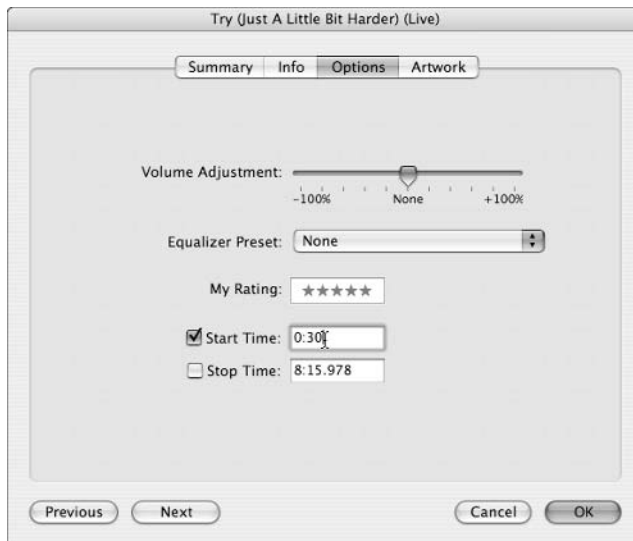 Try (Just A Little Bit Harder) (Live)
Summary Info Options Artwork
Volume Adjustment:
-100% None +100%
Equalizer Preset: None
My Rating: ★★★★★
Start Time: 0:30
Stop Time: 8:15.978
Previous Next Cancel OK